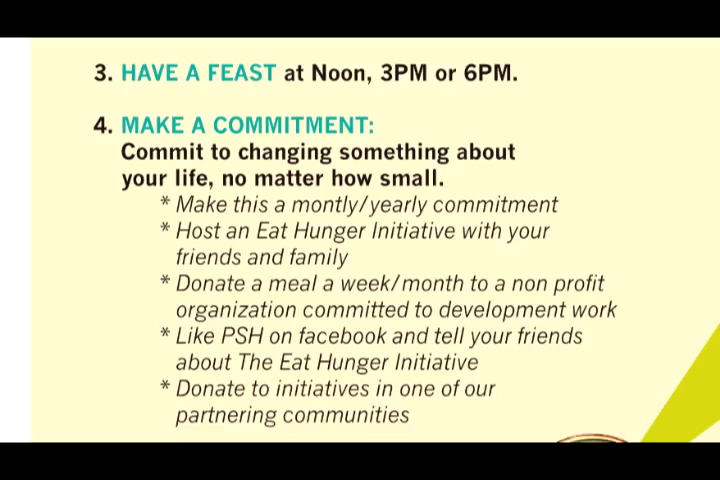 3. HAVE A FEAST at Noon, 3PM or 6PM.
4. MAKE A COMMITMENT:
Commit to changing something about
your life, no matter how small.
* Make this a montly/yearly commitment
* Host an Eat Hunger Initiative with your
friends and family
* Donate a meal a week/month to a non profit
organization committed to development work
* Like PSH on facebook and tell your friends
about The Eat Hunger Initiative
* Donate to initiatives in one of our
partnering communities